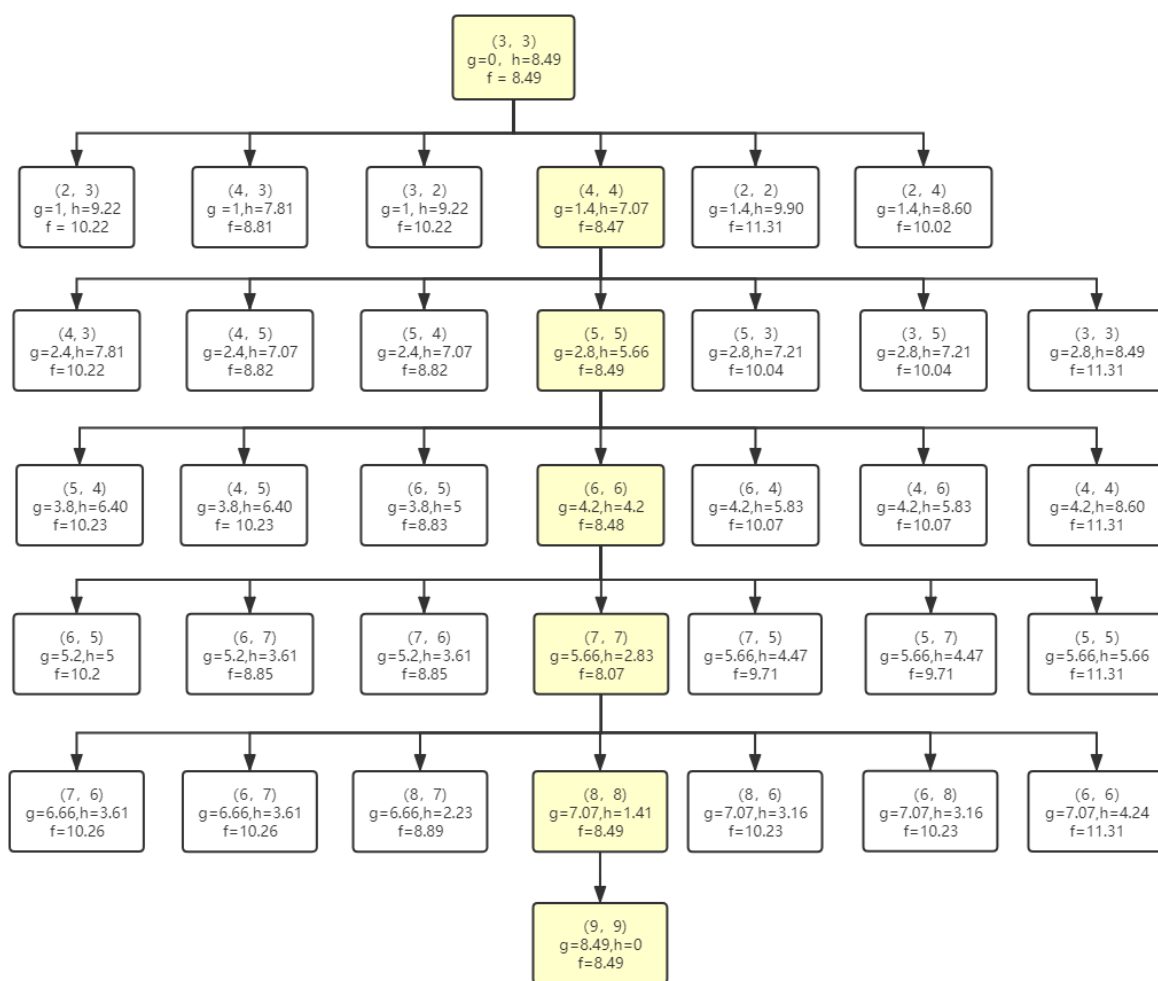 (3，3)
g=0，h=8.49
f = 8.49
(2，3)
g=1, h=9.22
f = 10.22
(4，3)
g =1,h=7.81
f=8.81
(3，2)
g=1, h=9.22
f=10.22
(4，4)
g=1.4,h=7.07
f=8.47
(2，2)
g=1.4,h=9.90
f=11.31
(2，4)
g=1.4,h=8.60
f=10.02
(4, 3)
g=2.4,h=7.81
f=10.22
(4，5)
g=2.4,h=7.07
f=8.82
(5，4)
g=2.4,h=7.07
f=8.82
(5，5)
g=2.8,h=5.66
f=8.49
(5，3)
g=2.8,h=7.21
f=10.04
(3，5)
g=2.8,h=7.21
f=10.04
(3，3)
g=2.8,h=8.49
f=11.31
(5，4)
g=3.8,h=6.40
f=10.23
(4，5)
g=3.8,h=6.40
f= 10.23
(6，5)
g=3.8,h=5
f=8.83
(6，6)
g=4.2,h=4.2
f=8.48
(6，4)
g=4.2,h=5.83
f=10.07
(4，6)
g=4.2,h=5.83
f=10.07
(4，4)
g=4.2,h=8.60
f=11.31
(6，5)
g=5.2,h=5
f=10.2
(6，7)
g=5.2,h=3.61
f=8.85
(7，6)
g=5.2,h=3.61
f=8.85
(7，7)
g=5.66,h=2.83
f=8.07
(7，5)
g=5.66,h=4.47
f=9.71
(5，7)
g=5.66,h=4.47
f=9.71
(5，5)
g=5.66,h=5.66
f=11.31
(7，6)
g=6.66,h=3.61
f=10.26
(6，7)
g=6.66,h=3.61
f=10.26
(8，7)
g=6.66,h=2.23
f=8.89
(8，8)
g=7.07,h=1.41
f=8.49
(8，6)
g=7.07,h=3.16
f=10.23
(6，8)
g=7.07,h=3.16
f=10.23
(6，6)
g=7.07,h=4.24
f=11.31
(9，9)
g=8.49,h=0
f=8.49